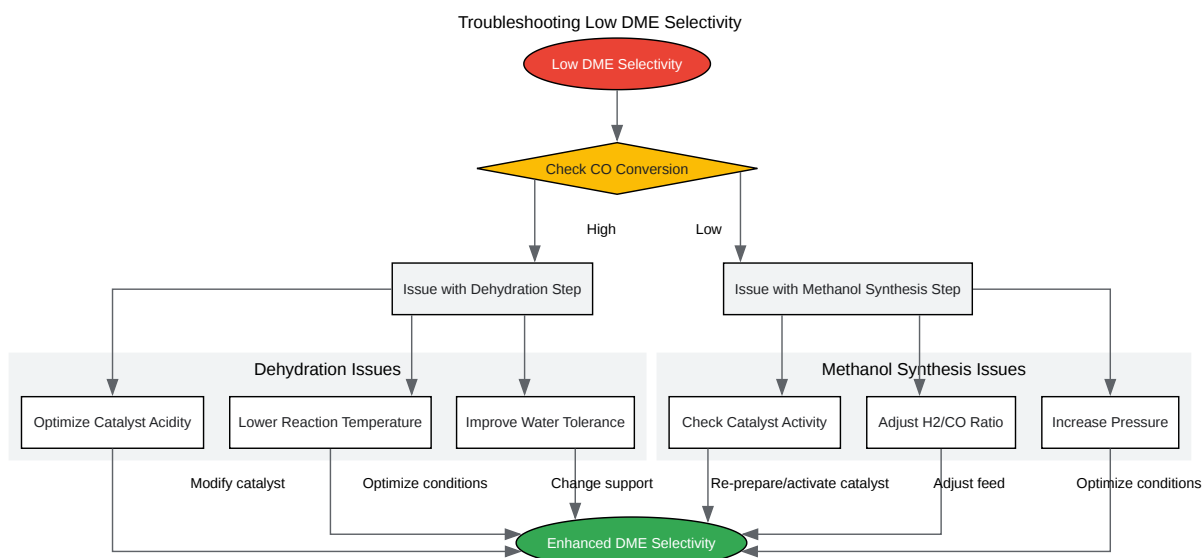 Troubleshooting Low DME Selectivity
Low DME Selectivity
Check CO Conversion
High
Low
Issue with Dehydration Step
Issue with Methanol Synthesis Step
Dehydration Issues
Methanol Synthesis Issues
Optimize Catalyst Acidity
Lower Reaction Temperature
Improve Water Tolerance
Check Catalyst Activity
Adjust H2/CO Ratio
Increase Pressure
Modify catalyst
Optimize conditions
Change support
Re-prepare/activate catalyst
Adjust feed
Optimize conditions
Enhanced DME Selectivity